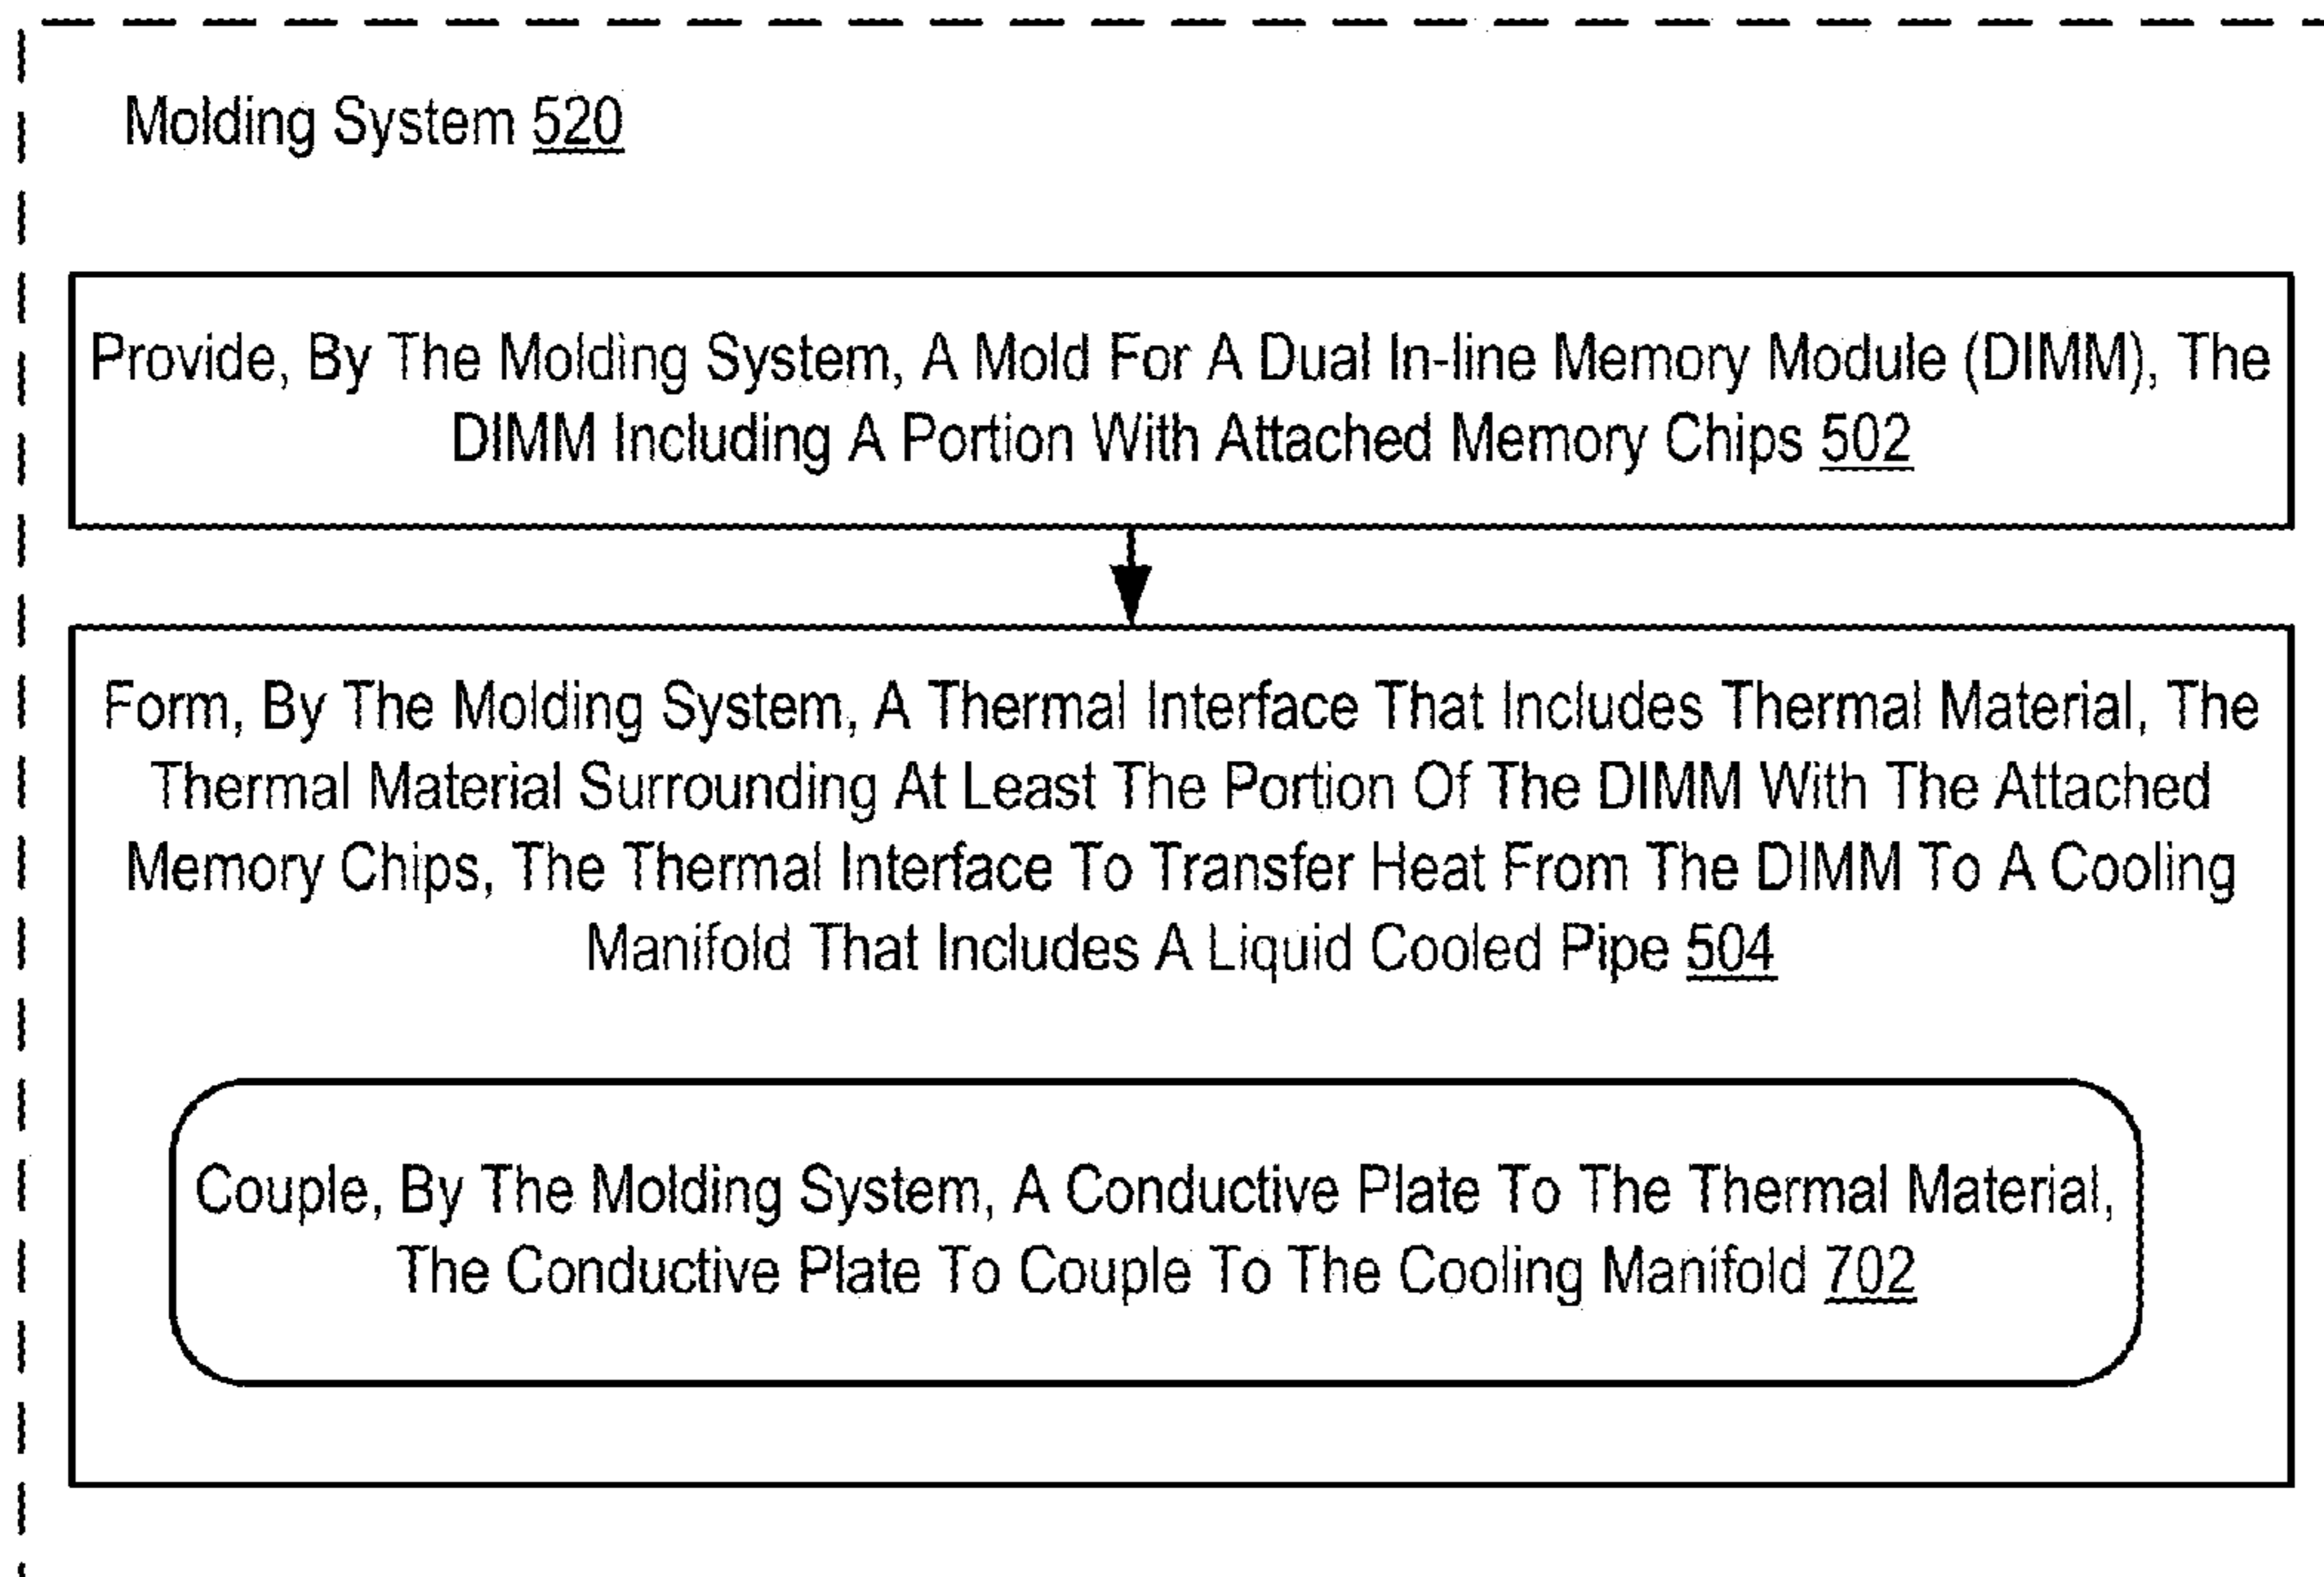 Molding System 520
Provide, By The Molding System, A Mold For A Dual In-line Memory Module (DIMM), The
DIMM Including A Portion With Attached Memory Chips 502
Form, By The Molding System, A Thermal Interface That Includes Thermal Material, The
Thermal Material Surrounding At Least The Portion Of The DIMM With The Attached
Memory Chips, The Thermal Interface To Transfer Heat From The DIMM To A Cooling
Manifold That Includes A Liquid Cooled Pipe 504
Couple, By The Molding System, A Conductive Plate To The Thermal Material,
The Conductive Plate To Couple To The Cooling Manifold 702